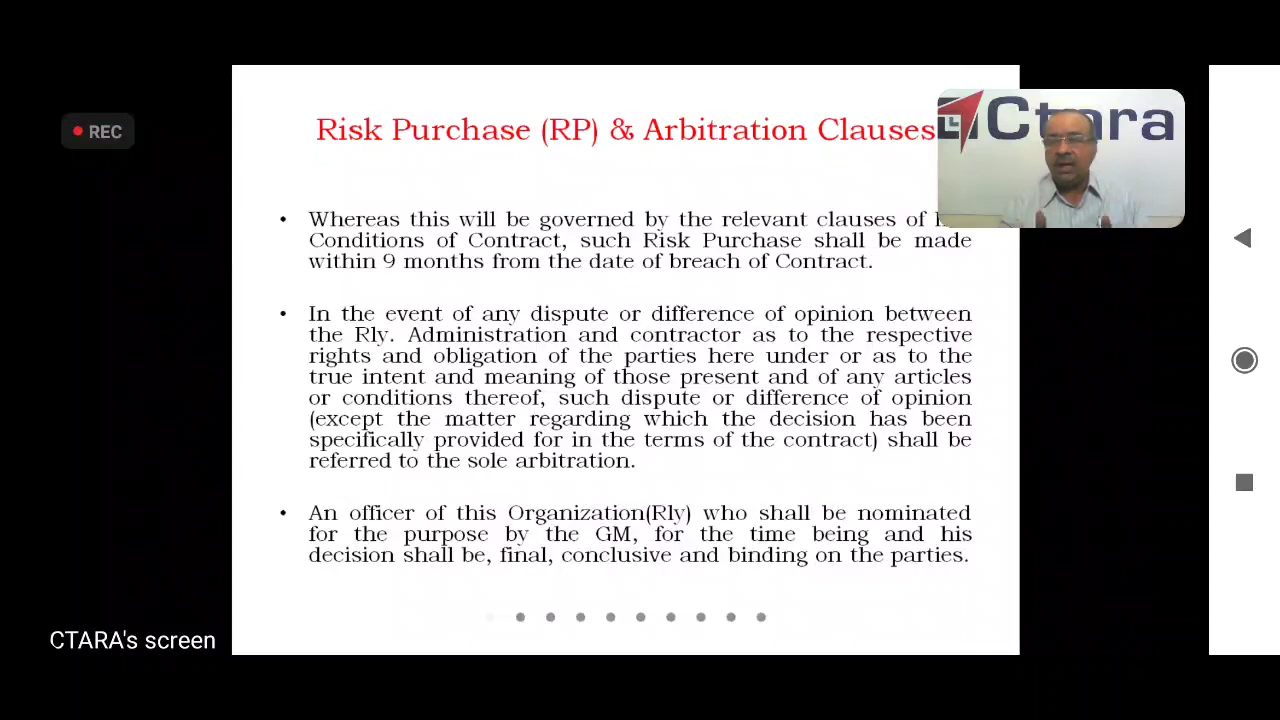 REC
Risk Purchase (RP) & Arbitration Clauses
Ctara
• Whereas this will be governed by the relevant clauses of
Conditions of Contract, such Risk Purchase shall be made
within 9 months from the date of breach of Contract.
• In the event of any dispute or difference of opinion between
the Rly. Administration and contractor as to the respective
rights and obligation of the parties here under or as to the
true intent and meaning of those present and of any articles
or conditions thereof, such dispute or difference of opinion
(except the matter regarding which the decision has been
specifically provided for in the terms of the contract) shall be
referred to the sole arbitration.
• An officer of this Organization(Rly) who shall be nominated
for the purpose by the GM, for the time being and his
decision shall be, final, conclusive and binding on the parties.
CTARA's screen